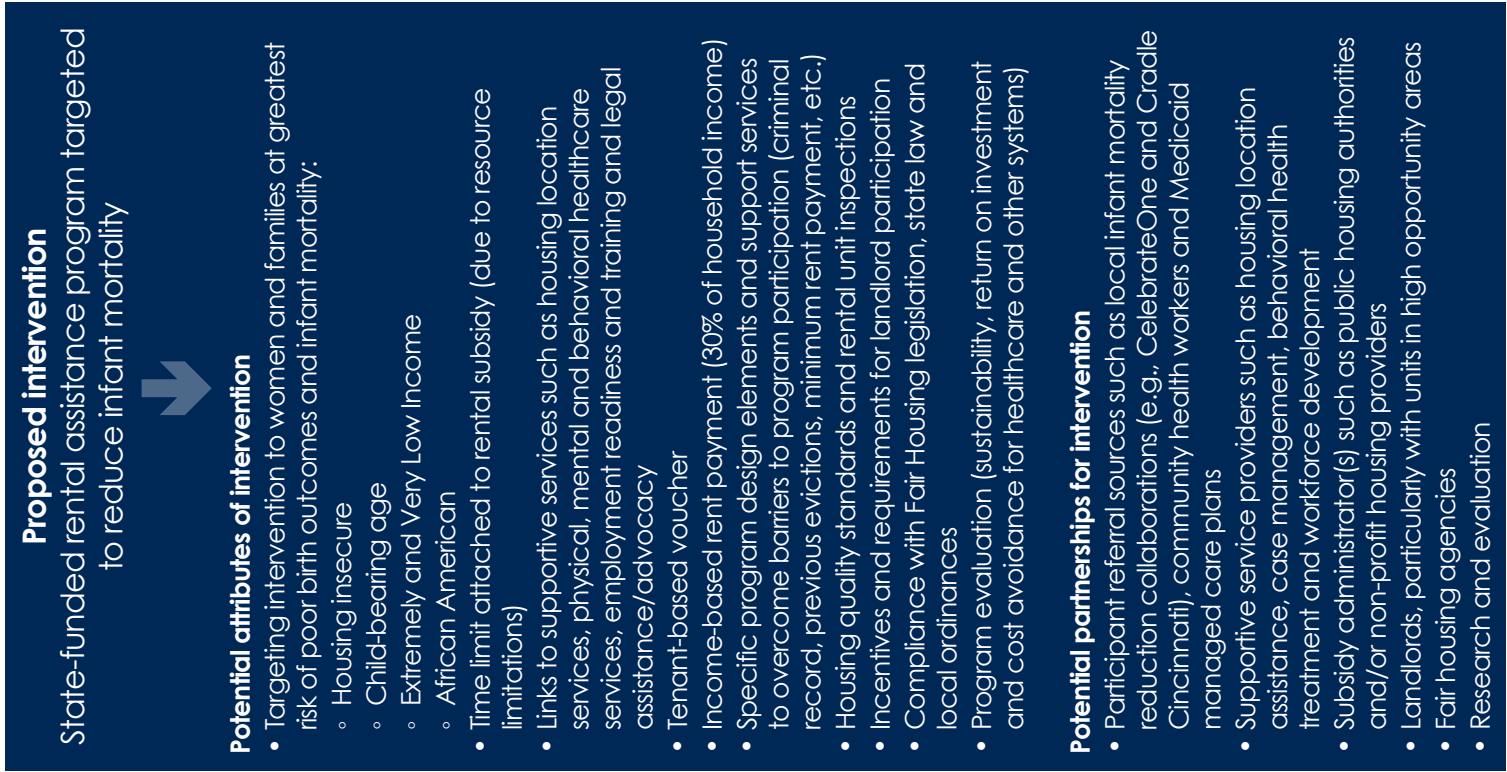 Proposed intervention
State-funded rental assistance program targeted
to reduce infant mortality
Potential attributes of intervention
• Targeting intervention to women and families at greatest
risk of poor birth outcomes and infant mortality:
◦ Housing insecure
◦ Child-bearing age
◦ Extremely and Very Low Income
◦ African American
• Time limit attached to rental subsidy (due to resource
limitations)
• Links to supportive services such as housing location
services, physical, mental and behavioral healthcare
services, employment readiness and training and legal
assistance/advocacy
• Tenant-based voucher
• Income-based rent payment (30% of household income)
• Specific program design elements and support services
to overcome barriers to program participation (criminal
record, previous evictions, minimum rent payment, etc.)
• Housing quality standards and rental unit inspections
• Incentives and requirements for landlord participation
• Compliance with Fair Housing legislation, state law and
local ordinances
• Program evaluation (sustainability, return on investment
and cost avoidance for healthcare and other systems)
Potential partnerships for intervention
• Participant referral sources such as local infant mortality
reduction collaborations (e.g., CelebrateOne and Cradle
Cincinnati), community health workers and Medicaid
managed care plans
• Supportive service providers such as housing location
assistance, case management, behavioral health
treatment and workforce development
• Subsidy administrator(s) such as public housing authorities
and/or non-profit housing providers
• Landlords, particularly with units in high opportunity areas
• Fair housing agencies
• Research and evaluation